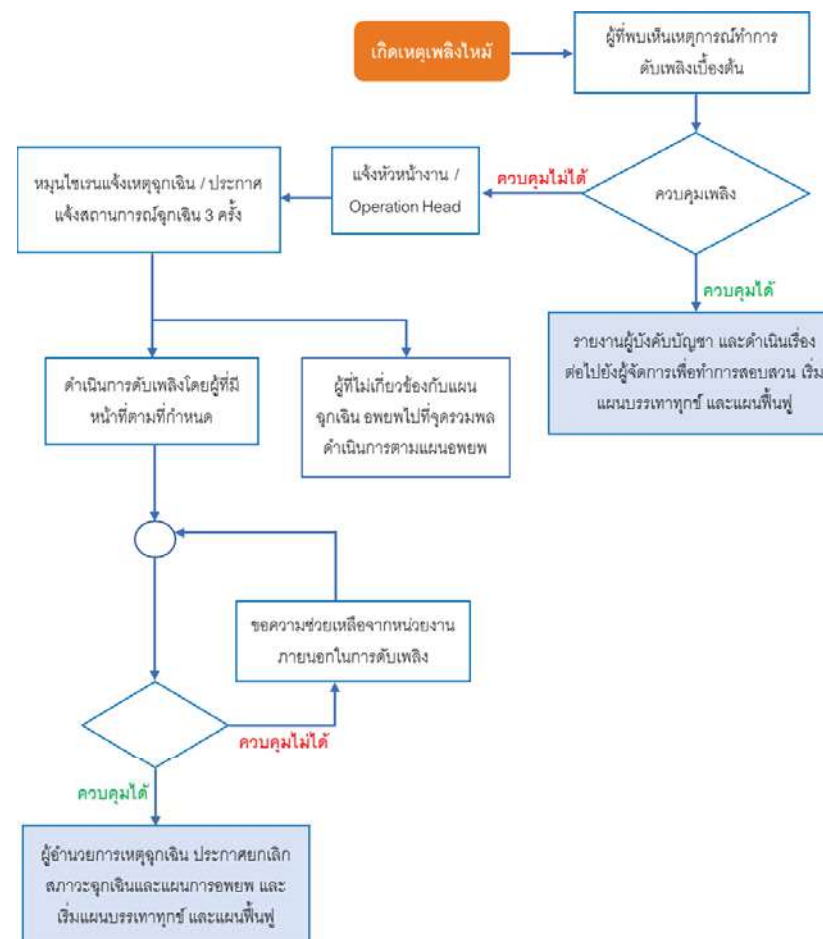 เกิดเหตุเพลิงไหม้
ผู้ที่พบเห็นเหตุการณ์ทำการ
ดับเพลิงเบื้องต้น
ควบคุมเพลิง
ควบคุมไม่ได้
แจ้งหัวหน้างาน /
Operation Head
หมุนไซเรนแจ้งเหตุฉุกเฉิน / ประกาศ
แจ้งสถานการณ์ฉุกเฉิน 3 ครั้ง
ควบคุมได้
รายงานผู้บังคับบัญชา และดำเนินเรื่อง
ต่อไปยังผู้จัดการเพื่อทำการสอบสวน เริ่ม
แผนบรรเทาทุกข์ และแผนฟื้นฟู
ดำเนินการดับเพลิงโดยผู้ที่มี
หน้าที่ตามที่กำหนด
ผู้ที่ไม่เกี่ยวข้องกับแผน
ฉุกเฉิน อพยพไปที่จุดรวมพล
ดำเนินการตามแผนอพยพ
ขอความช่วยเหลือจากหน่วยงาน
ภายนอกในการดับเพลิง
ควบคุมไม่ได้
ควบคุมได้
ผู้อำนวยการเหตุฉุกเฉิน ประกาศยกเลิก
สภาวะฉุกเฉินและแผนการอพยพ และ
เริ่มแผนบรรเทาทุกข์ และแผนฟื้นฟู